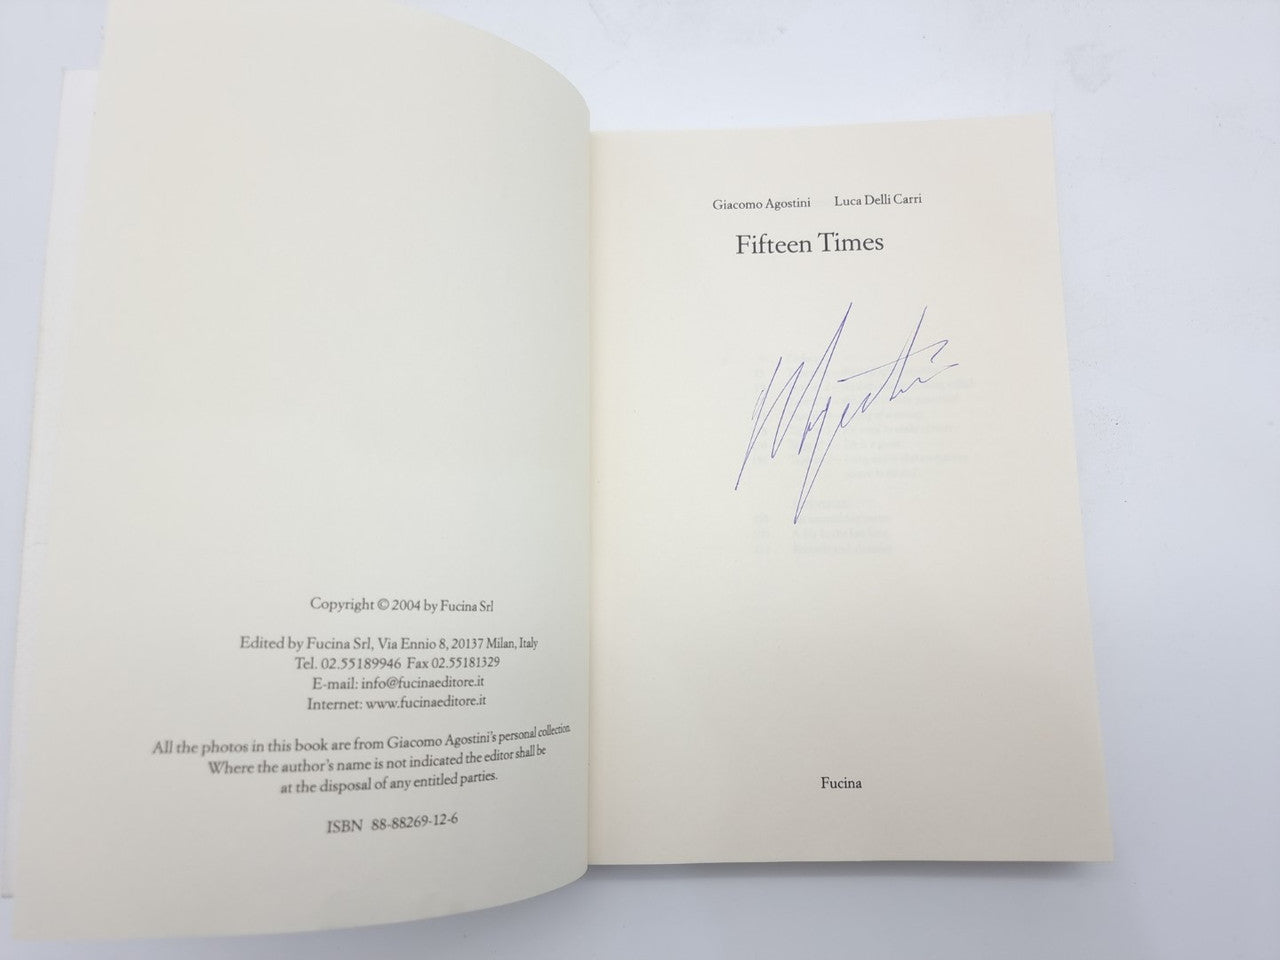 Copyright © 2004 by Fucina Srl
Edited by Fucina Srl, Via Ennio 8, 20137 Milan, Italy
Tel. 02.55189946 Fax 02.55181329
E-mail: info@fucinaeditore.it
Internet: www.fucinaeditore.it
All the photos in this book are from Giacomo Agostini's personal collection
Where the author's name is not indicated the editor shall be
at the disposal of any entitled parties.
ISBN 88-88269-12-6
Giacomo Agostini Luca Delli Carri
Fifteen Times
Fucina